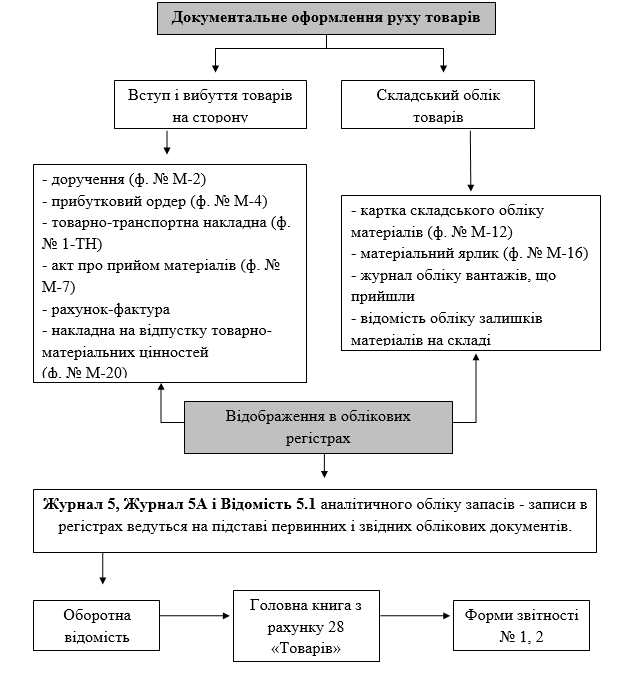 Документальне оформлення руху товарів
Вступ і вибуття товарів
на сторону
Складський облік
товарів
- доручення (ф. № М-2)
- прибутковий ордер (ф. № М-4)
- товарно-транспортна накладна (ф.
№ 1-ТН)
- акт про прийом матеріалів (ф. №
М-7)
- рахунок-фактура
- накладна на відпустку товарно-
матеріальних цінностей
(ф. № М-20)
- картка складського обліку
матеріалів (ф. № М-12)
- матеріальний ярлик (ф. № М-16)
- журнал обліку вантажів, що
прийшли
- відомість обліку залишків
матеріалів на складі
Відображення в облікових
регістрах
Журнал 5, Журнал 5А і Відомість 5.1 аналітичного обліку запасів - записи в
регістрах ведуться на підставі первинних і звідних облікових документів.
Оборотна
відомість
Головна книга з
рахунку 28
«Товарів»
Форми звітності
№ 1, 2